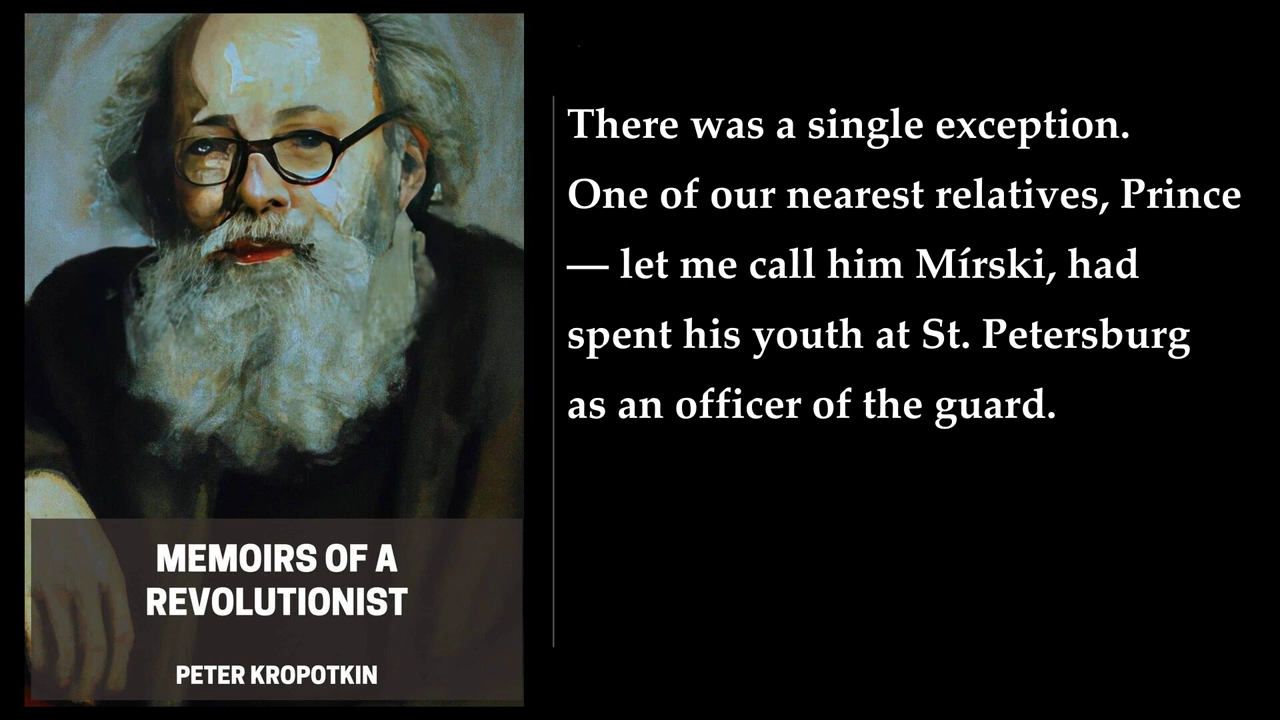 MEMOIRS OF A
REVOLUTIONIST
PETER KROPOTKIN
There was a single exception.
One of our nearest relatives, Prince
— let me call him Mírski, had
spent his youth at St. Petersburg
as an officer of the guard.